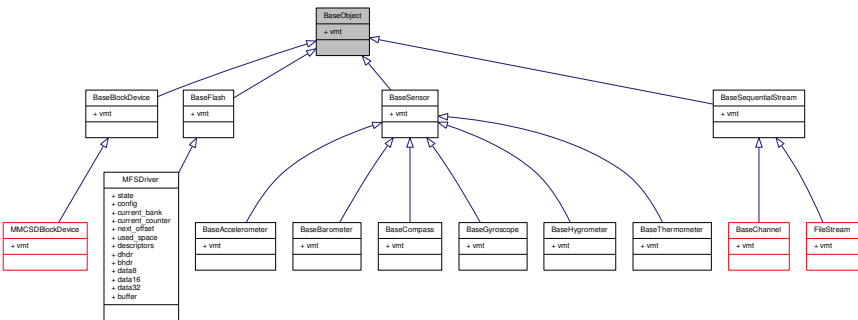 BaseObject
+ vmt
BaseBlockDevice
+ vmt
BaseFlash
+ vmt
BaseSensor
+ vmt
BaseSequentialStream
+ vmt
MMCSDBlockDevice
+ vmt
MFSDriver
+ state
+ config
+ current_bank
+ current_counter
+ next_offset
+ used_space
+ descriptors
+ dhdr
+ bhdr
+ data8
+ data16
+ data32
+ buffer
BaseAccelerometer
+ vmt
BaseBarometer
+ vmt
BaseCompass
+ vmt
BaseGyroscope
+ vmt
BaseHygrometer
+ vmt
BaseThermometer
+ vmt
BaseChannel
+ vmt
FileStream
+ vmt